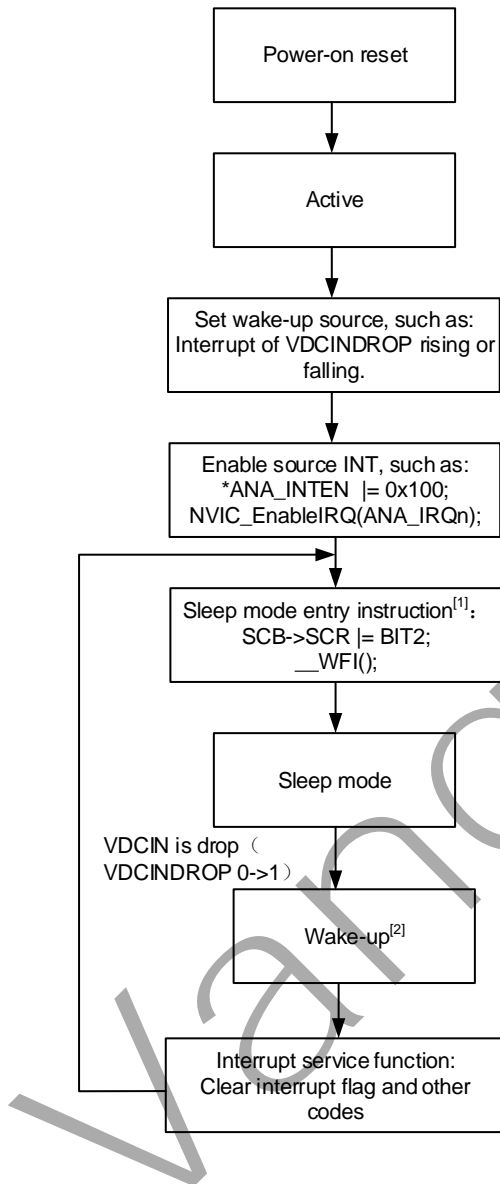 Power-on reset
Active
Set wake-up source, such as:
Interrupt of VDCINDROP rising or
falling.
Enable source INT, such as:
*ANA_INTEN |= 0x100;
NVIC_EnableIRQ(ANA_IRQn);
Sleep mode entry instruction[1]：
SCB->SCR |= BIT2;
__WFI();
Sleep mode
VDCIN is drop（
VDCINDROP 0->1）
Wake-up[2]
Interrupt service function:
Clear interrupt flag and other
codes